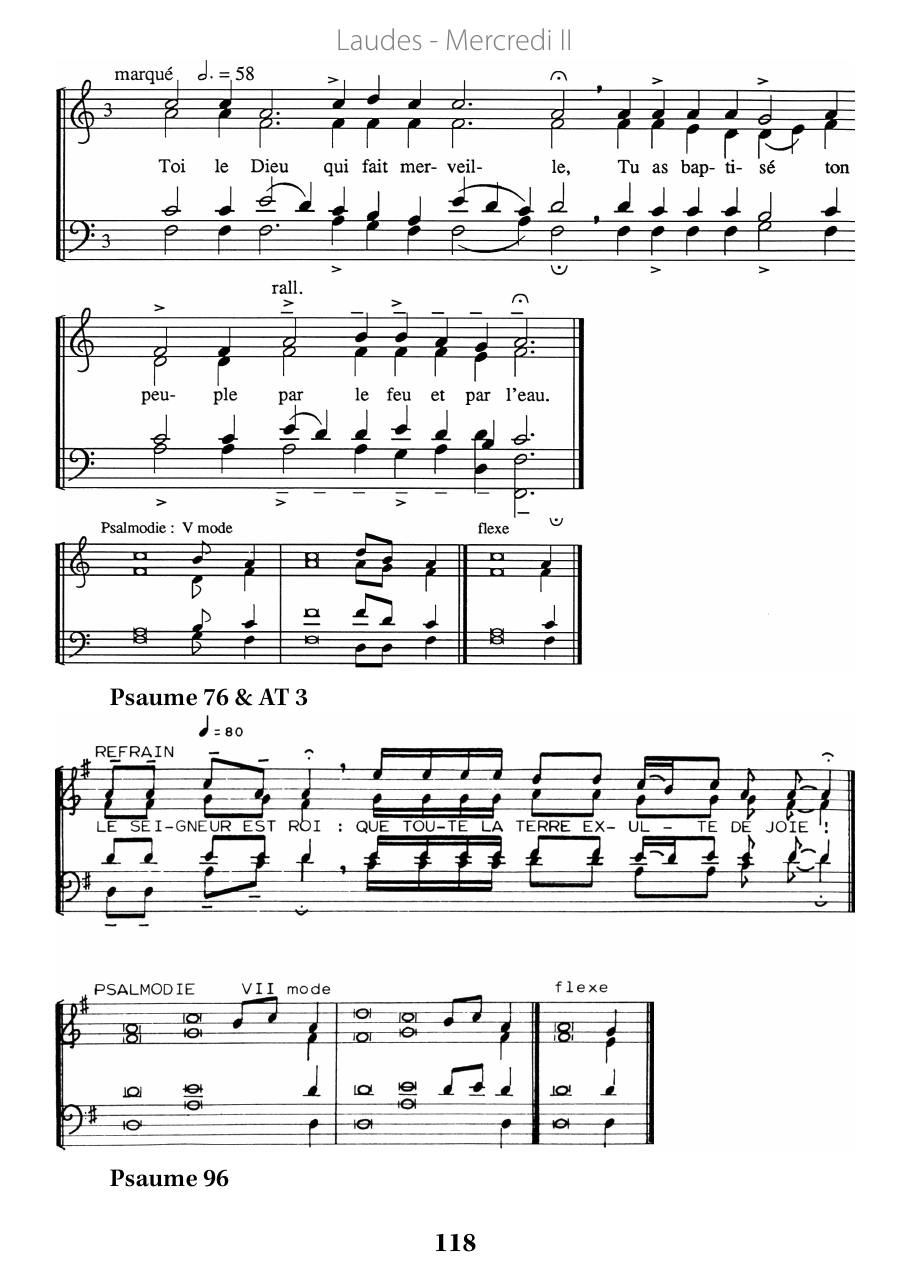 Laudes - Mercredi II
marqué 𝅗𝅥. = 58
3
Toi le Dieu qui fait mer- veil- le, Tu as bap- ti- sé ton
3
rall.
peu- ple par le feu et par l'eau.
Psalmodie : V mode flexe
Psaume 76 & AT 3
♩ = 80
REFRAIN
LE SEI-GNEUR EST ROI : QUE TOU-TE LA TERRE EX- UL - TE DE JOIE !
PSALMODIE VII mode flexe
Psaume 96
118